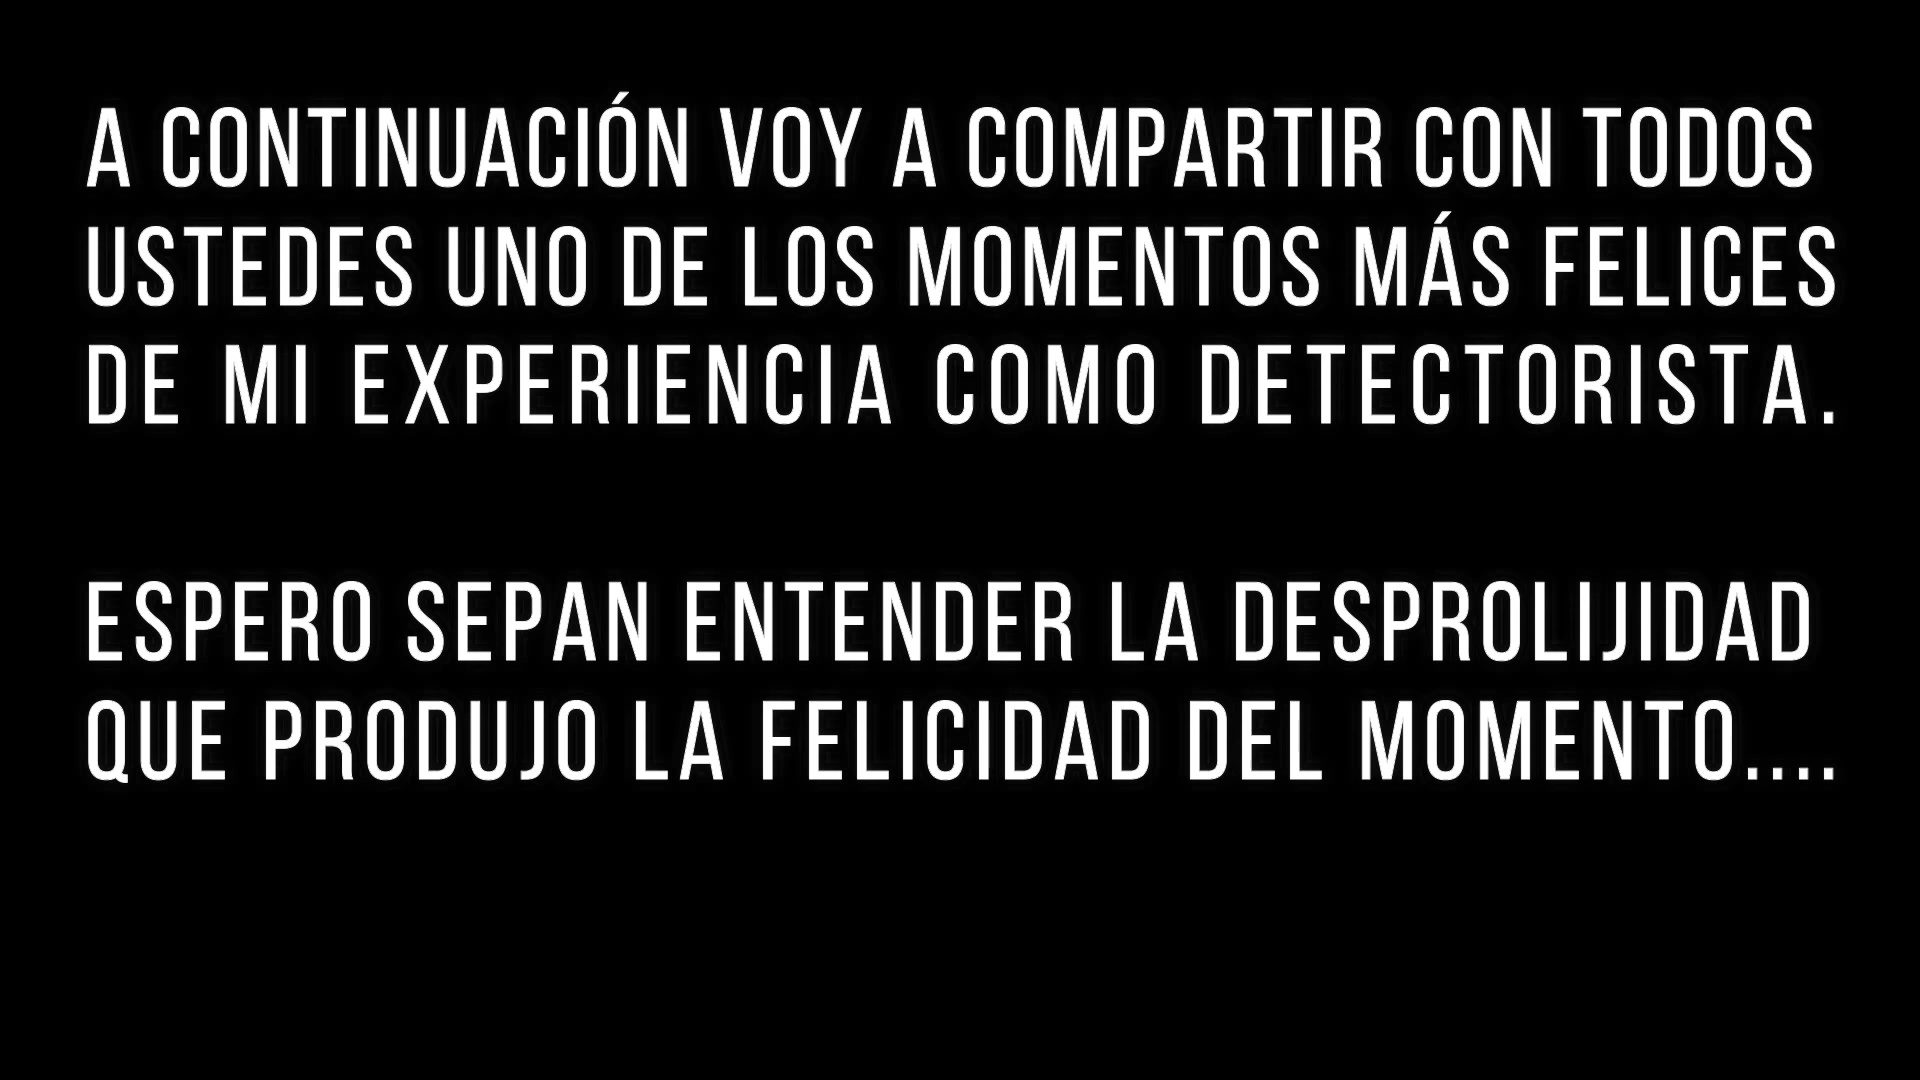 A CONTINUACIÓN VOY A COMPARTIR CON TODOS
USTEDES UNO DE LOS MOMENTOS MÁS FELICES
DE MI EXPERIENCIA COMO DETECTORISTA.
ESPERO SEPAN ENTENDER LA DESPROLIJIDAD
QUE PRODUJO LA FELICIDAD DEL MOMENTO....